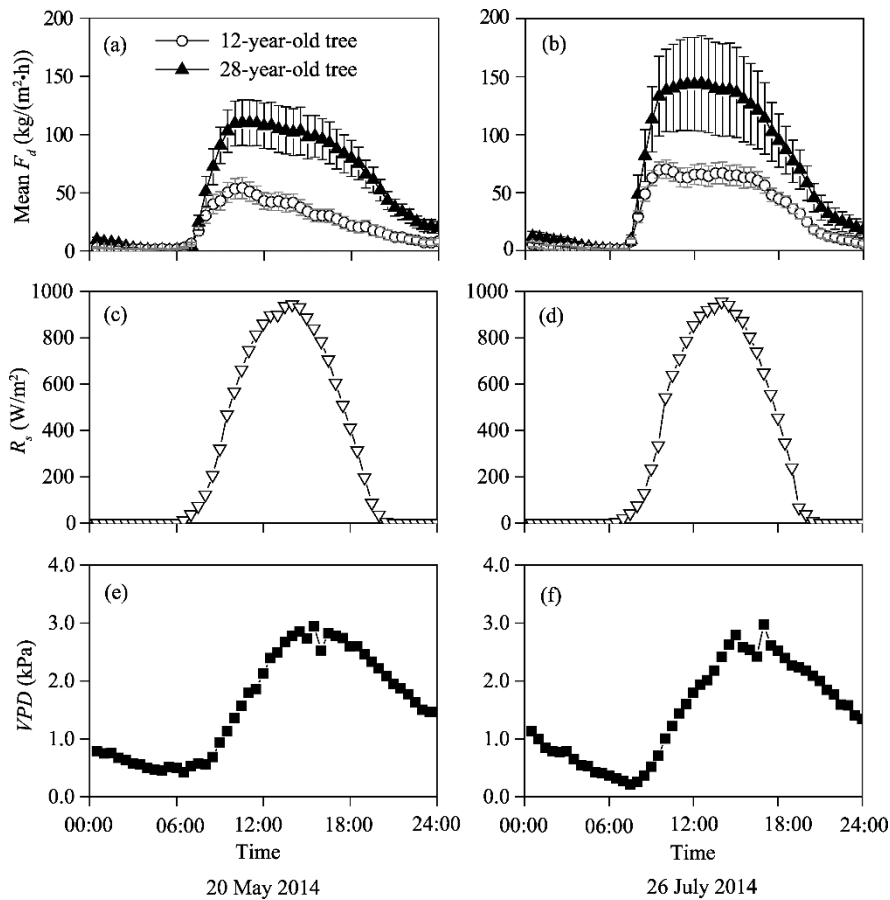 200
(a)
12-year-old tree
28-year-old tree
150
100
50
0
Mean F_d (kg/(m²•h))
200
(b)
150
100
50
0
1000
(c)
800
600
400
200
0
R_s (W/m²)
1000
(d)
800
600
400
200
0
4.0
(e)
3.0
2.0
1.0
0.0
VPD (kPa)
00:00 06:00 12:00 18:00 24:00
Time
20 May 2014
4.0
(f)
3.0
2.0
1.0
0.0
00:00 06:00 12:00 18:00 24:00
Time
26 July 2014